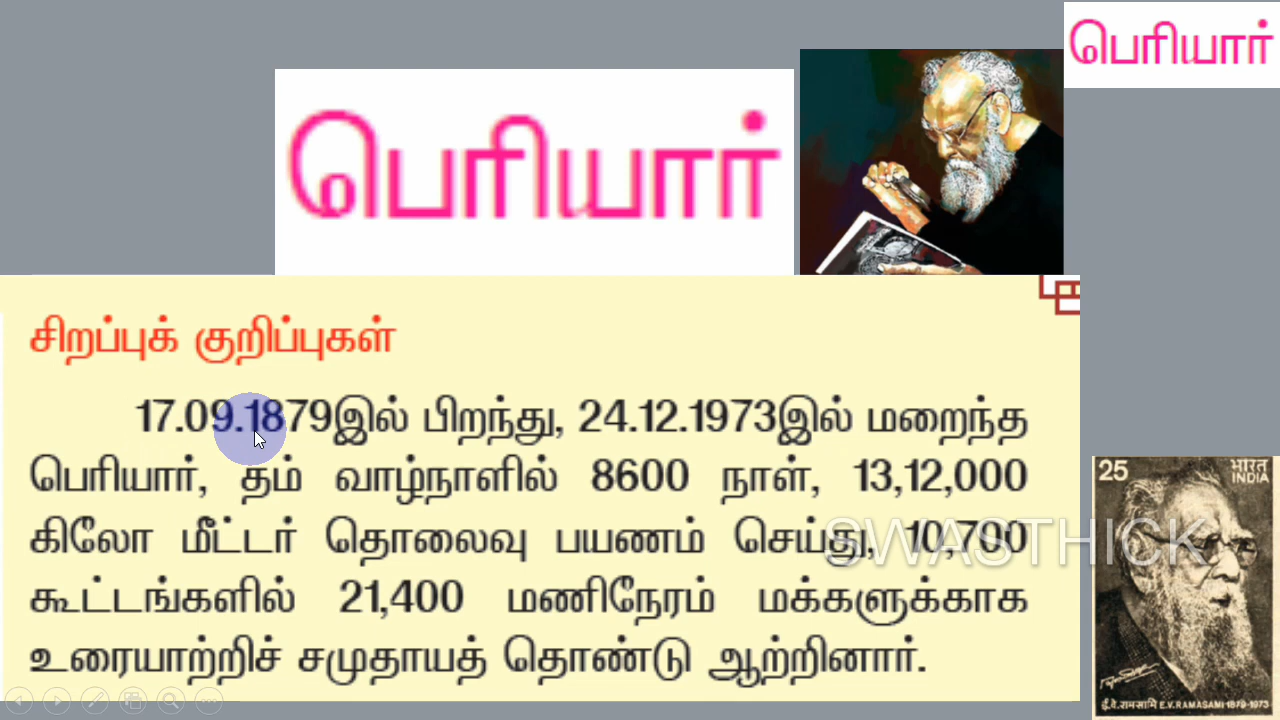 பெரியார்
பெரியார்
சிறப்புக் குறிப்புகள்
17.09.1879இல் பிறந்து, 24.12.1973இல் மறைந்த
பெரியார், தம் வாழ்நாளில் 8600 நாள், 13,12,000
கிலோ மீட்டர் தொலைவு பயணம் செய்து, 10,700
கூட்டங்களில் 21,400 மணிநேரம் மக்களுக்காக
உரையாற்றிச் சமுதாயத் தொண்டு ஆற்றினார்.
SWASTHICK
25
भारत
INDIA
ई.वे.रामसामि E.V.RAMASAMI 1879-1973